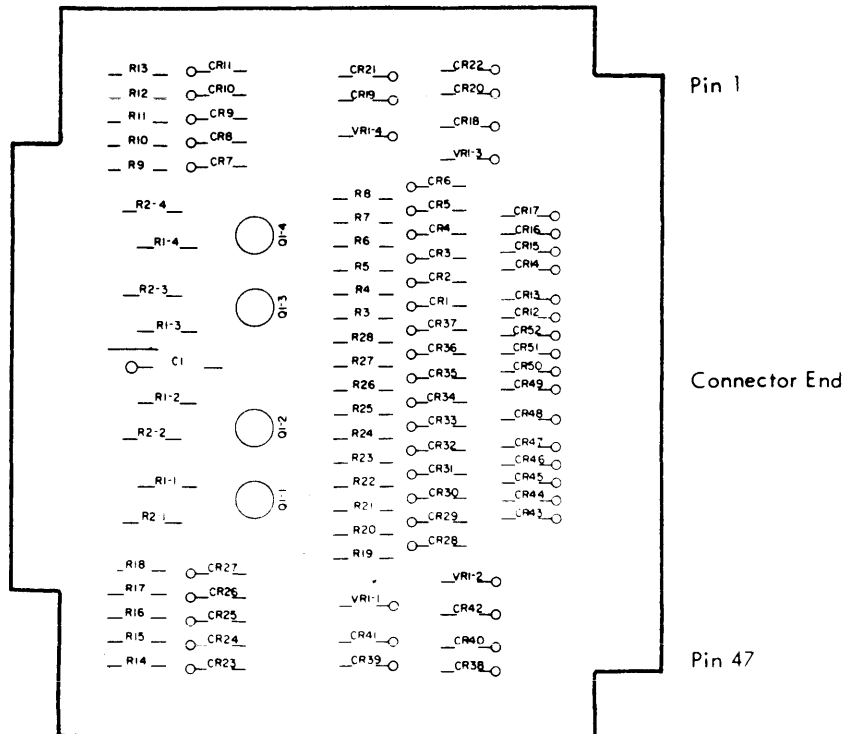 R13 CR11 CR21 CR22
Pin 1
R12 CR10 CR19 CR20
R11 CR9 CR18
R10 CR8 VR1-4
R9 CR7 VR1-3
CR6
R8 CR5 CR17
R2-4
R7 CR4 CR16
R1-4 Q1-4 R6 CR3 CR15
R5 CR2 CR14
R2-3 R4 CR1 CR13
Q1-3 R3 CR37 CR12
R1-3 R28 CR36 CR52
C1 R27 CR35 CR51
CR50
Connector End
R1-2 R26 CR34 CR49
R25 CR33 CR48
R2-2 Q1-2 R24 CR32 CR47
R23 CR31 CR46
R1-1 R22 CR30 CR45
Q1-1 R21 CR29 CR44
R2-1 R20 CR28 CR43
R19
R18 CR27 VR1-2
R17 CR26 VR1-1
R16 CR25 CR42
R15 CR24 CR41 CR40
R14 CR23 CR39 CR38
Pin 47